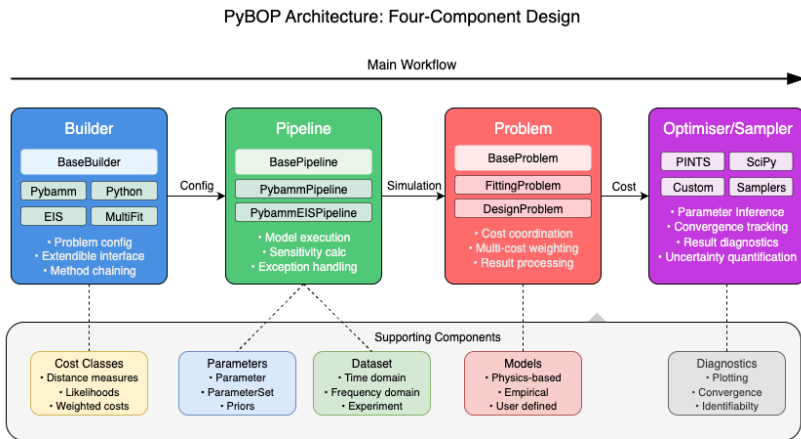 PyBOP Architecture: Four-Component Design
Main Workflow
Builder
BaseBuilder
Pybamm
Python
EIS
MultiFit
• Problem config
• Extendible interface
• Method chaining
Config
Pipeline
BasePipeline
PybammPipeline
PybammEISPipeline
• Model execution
• Sensitivity calc
• Exception handling
Simulation
Problem
BaseProblem
FittingProblem
DesignProblem
• Cost coordination
• Multi-cost weighting
• Result processing
Cost
Optimiser/Sampler
PINTS
SciPy
Custom
Samplers
• Parameter Inference
• Convergence tracking
• Result diagnostics
• Uncertainty quantification
Supporting Components
Cost Classes
• Distance measures
• Likelihoods
• Weighted costs
Parameters
• Parameter
• ParameterSet
• Priors
Dataset
• Time domain
• Frequency domain
• Experiment
Models
• Physics-based
• Empirical
• User defined
Diagnostics
• Plotting
• Convergence
• Identifiabilty